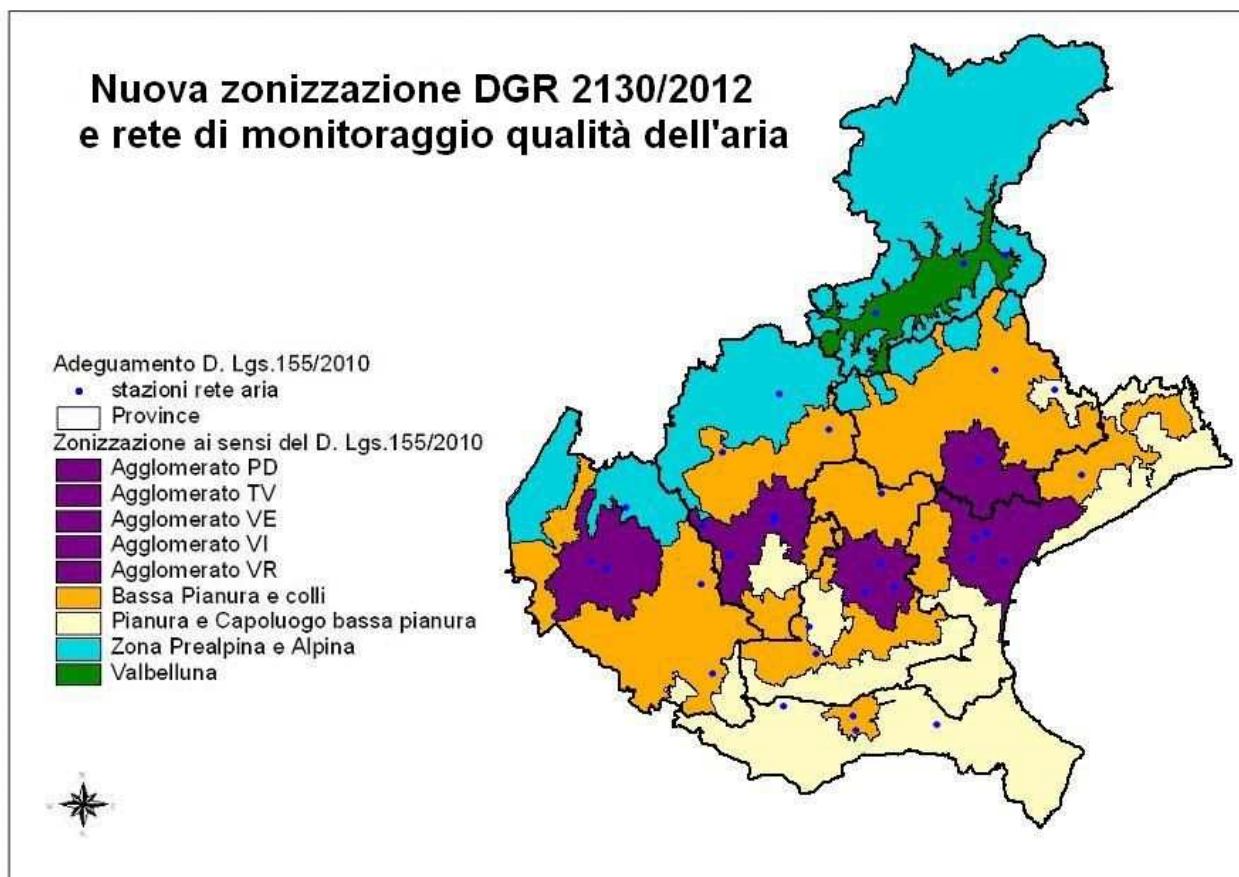 Nuova zonizzazione DGR 2130/2012
e rete di monitoraggio qualità dell'aria
Adeguamento D. Lgs.155/2010
stazioni rete aria
Province
Zonizzazione ai sensi del D. Lgs.155/2010
Agglomerato PD
Agglomerato TV
Agglomerato VE
Agglomerato VI
Agglomerato VR
Bassa Pianura e colli
Pianura e Capoluogo bassa pianura
Zona Prealpina e Alpina
Valbelluna